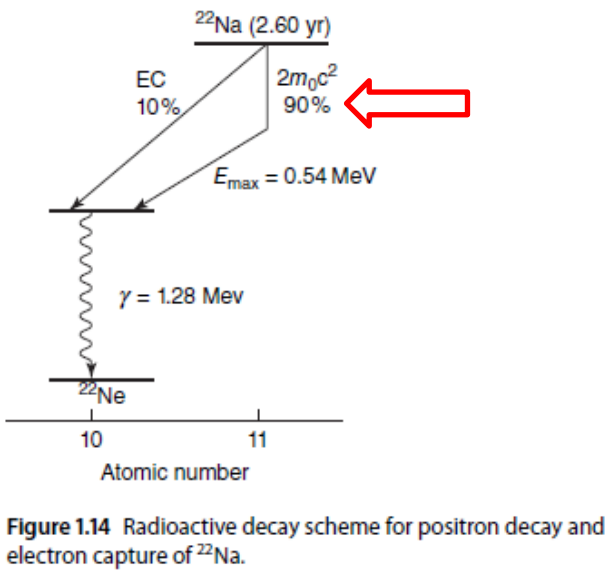 ²²Na (2.60 yr)
EC
10%
2m₀c²
90%
Eₘₐₓ = 0.54 MeV
γ = 1.28 Mev
²²Ne
10 11
Atomic number
Figure 1.14 Radioactive decay scheme for positron decay and
electron capture of ²²Na.